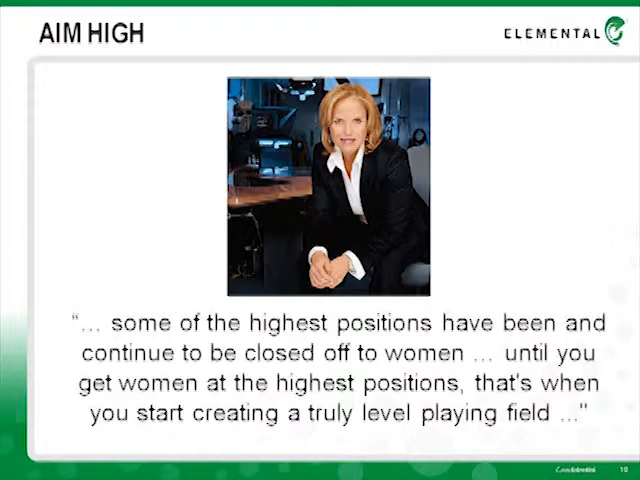 AIM HIGH
ELEMENTAL
“... some of the highest positions have been and
continue to be closed off to women ... until you
get women at the highest positions, that's when
you start creating a truly level playing field ..."
Confidential 10